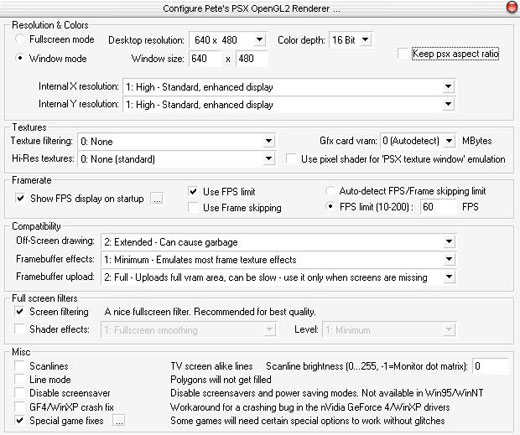 Configure Pete's PSX OpenGL2 Renderer ...
Resolution & Colors
Fullscreen mode Desktop resolution: 640 x 480 Color depth: 16 Bit
Window mode Window size: 640 x 480 Keep psx aspect ratio
Internal X resolution: 1: High - Standard, enhanced display
Internal Y resolution: 1: High - Standard, enhanced display
Textures
Texture filtering: 0: None Gfx card vram: 0 (Autodetect) MBytes
Hi-Res textures: 0: None (standard) Use pixel shader for 'PSX texture window' emulation
Framerate
Show FPS display on startup ... Use FPS limit Auto-detect FPS/Frame skipping limit
Use Frame skipping FPS limit (10-200) : 60 FPS
Compatibility
Off-Screen drawing: 2: Extended - Can cause garbage
Framebuffer effects: 1: Minimum - Emulates most frame texture effects
Framebuffer upload: 2: Full - Uploads full vram area, can be slow - use it only when screens are missing
Full screen filters
Screen filtering A nice fullscreen filter. Recommended for best quality.
Shader effects: 1: Fullscreen smoothing Level: 1: Minimum
Misc
Scanlines TV screen alike lines Scanline brightness (0...255, -1=Monitor dot matrix): 0
Line mode Polygons will not get filled
Disable screensaver Disable screensavers and power saving modes. Not available in Win95/WinNT
GF4/WinXP crash fix Workaround for a crashing bug in the nVidia GeForce 4/WinXP drivers
Special game fixes ... Some games will need certain special options to work without glitches